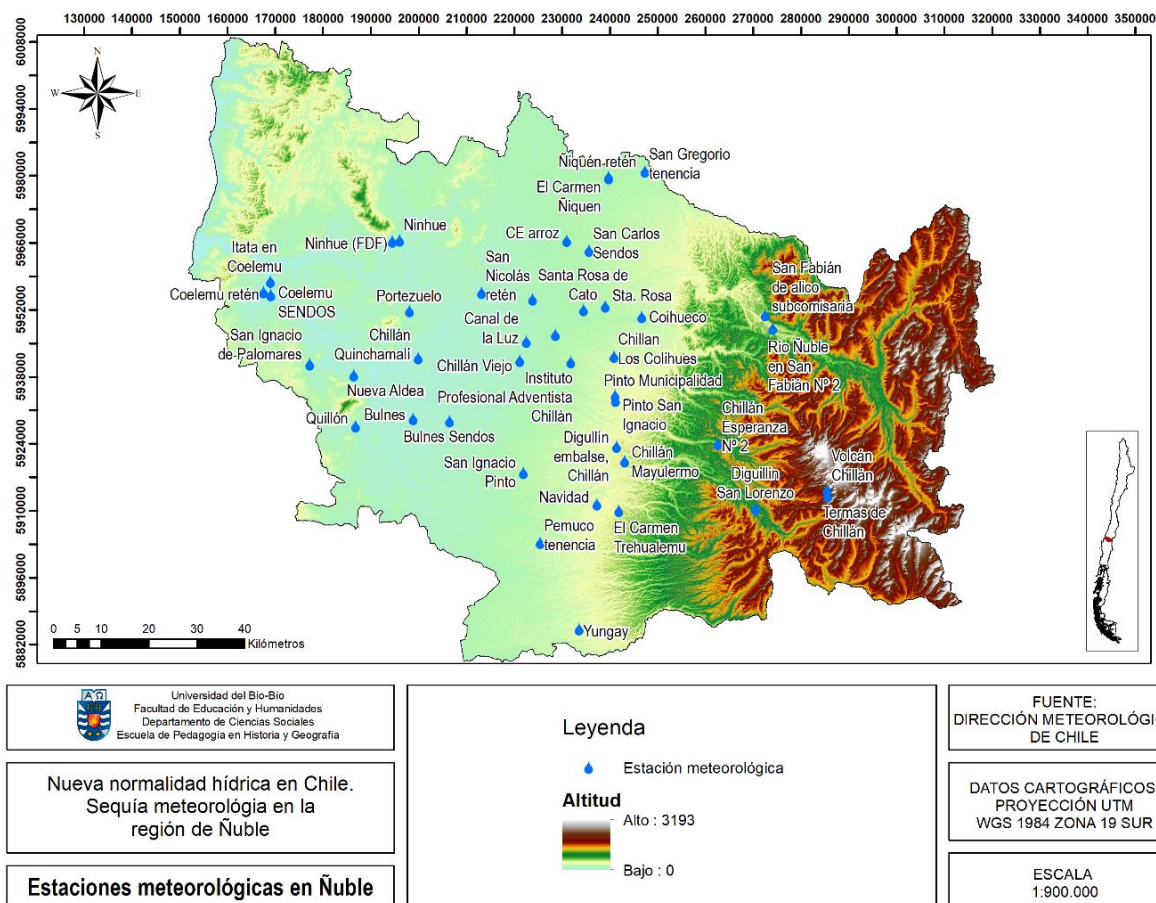 130000 140000 150000 160000 170000 180000 190000 200000 210000 220000 230000 240000 250000 260000 270000 280000 290000 300000 310000 320000 330000 340000 350000
6008000
5994000
5980000
5966000
5952000
5938000
5924000
5910000
5896000
5882000
N
W E
S
Ñiquén retén
San Gregorio
tenencia
El Carmen
Ñiquen
Ninhue
Ninhue (FDF)
CE arroz
San Carlos
Sendos
Itata en
Coelemu
Coelemu retén
Coelemu
SENDOS
San
Nicolás
retén
Santa Rosa de
Cato
Sta. Rosa
San Fabián
de alico
subcomisaria
Portezuelo
Coihueco
San Ignacio
de-Palomares
Chillán
Quinchamalí
Canal de
la Luz
Chillan
Los Colihues
Río Ñuble
en San
Fabián Nº 2
Chillán Viejo
Instituto
Profesional Adventista
Chillán
Pinto Municipalidad
Nueva Aldea
Pinto San
Ignacio
Chillán
Esperanza
Nº 2
Quillón
Bulnes
Bulnes Sendos
Digullín
embalse,
Chillán
Chillán
Mayulermo
San Ignacio
Pinto
Diguillin
San Lorenzo
Volcán
Chillán
Termas de
Chillán
Navidad
El Carmen
Trehualemu
Pemuco
tenencia
Yungay
0 5 10 20 30 40
Kilómetros
Universidad del Bío-Bío
Facultad de Educación y Humanidades
Departamento de Ciencias Sociales
Escuela de Pedagogía en Historia y Geografía
Nueva normalidad hídrica en Chile.
Sequía meteorológia en la
región de Ñuble
Estaciones meteorológicas en Ñuble
Leyenda
Estación meteorológica
Altitud
Alto : 3193
Bajo : 0
FUENTE:
DIRECCIÓN METEOROLÓGIC
DE CHILE
DATOS CARTOGRÁFICOS
PROYECCIÓN UTM
WGS 1984 ZONA 19 SUR
ESCALA
1:900.000